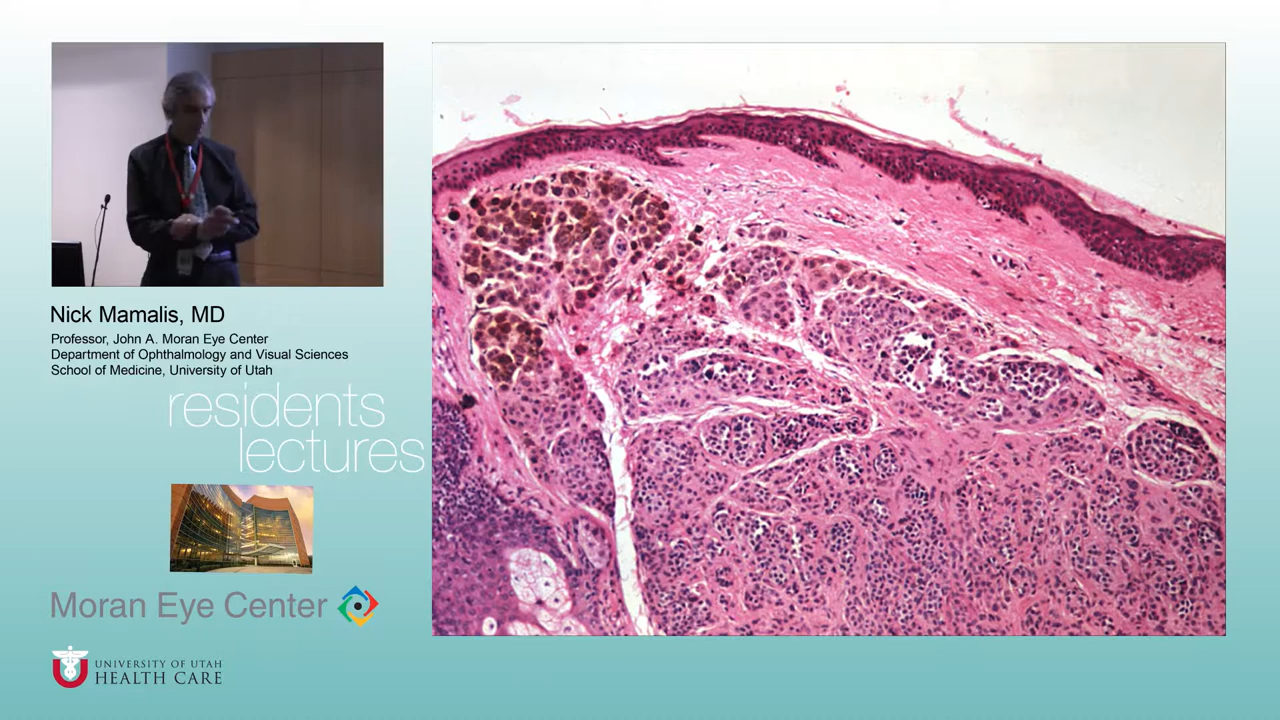 Nick Mamalis, MD
Professor, John A. Moran Eye Center
Department of Ophthalmology and Visual Sciences
School of Medicine, University of Utah
residents
lectures
Moran Eye Center
UNIVERSITY OF UTAH
HEALTH CARE